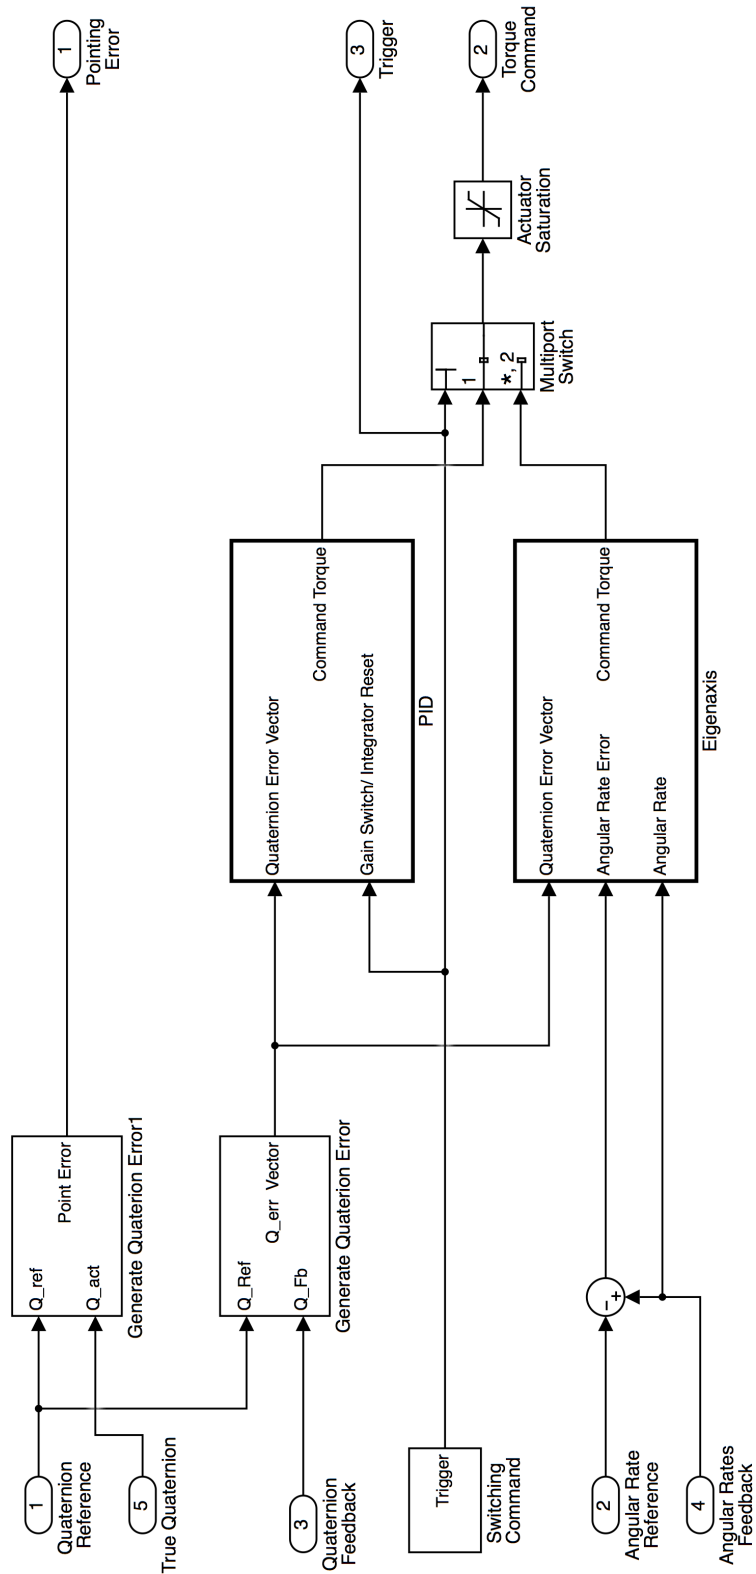 1
Quaternion
Reference
5
True Quaternion
Q_ref
Q_act
Point Error
Generate Quaterion Error1
1
Pointing
Error
3
Quaternion
Feedback
Q_Ref
Q_Fb
Q_err Vector
Generate Quaterion Error
Quaternion Error Vector
Gain Switch/ Integrator Reset
Command Torque
PID
3
Trigger
Trigger
Switching
Command
1
*, 2
Multiport
Switch
Actuator
Saturation
2
Torque
Command
2
Angular Rate
Reference
4
Angular Rates
Feedback
-
+
Quaternion Error Vector
Angular Rate Error
Angular Rate
Command Torque
Eigenaxis